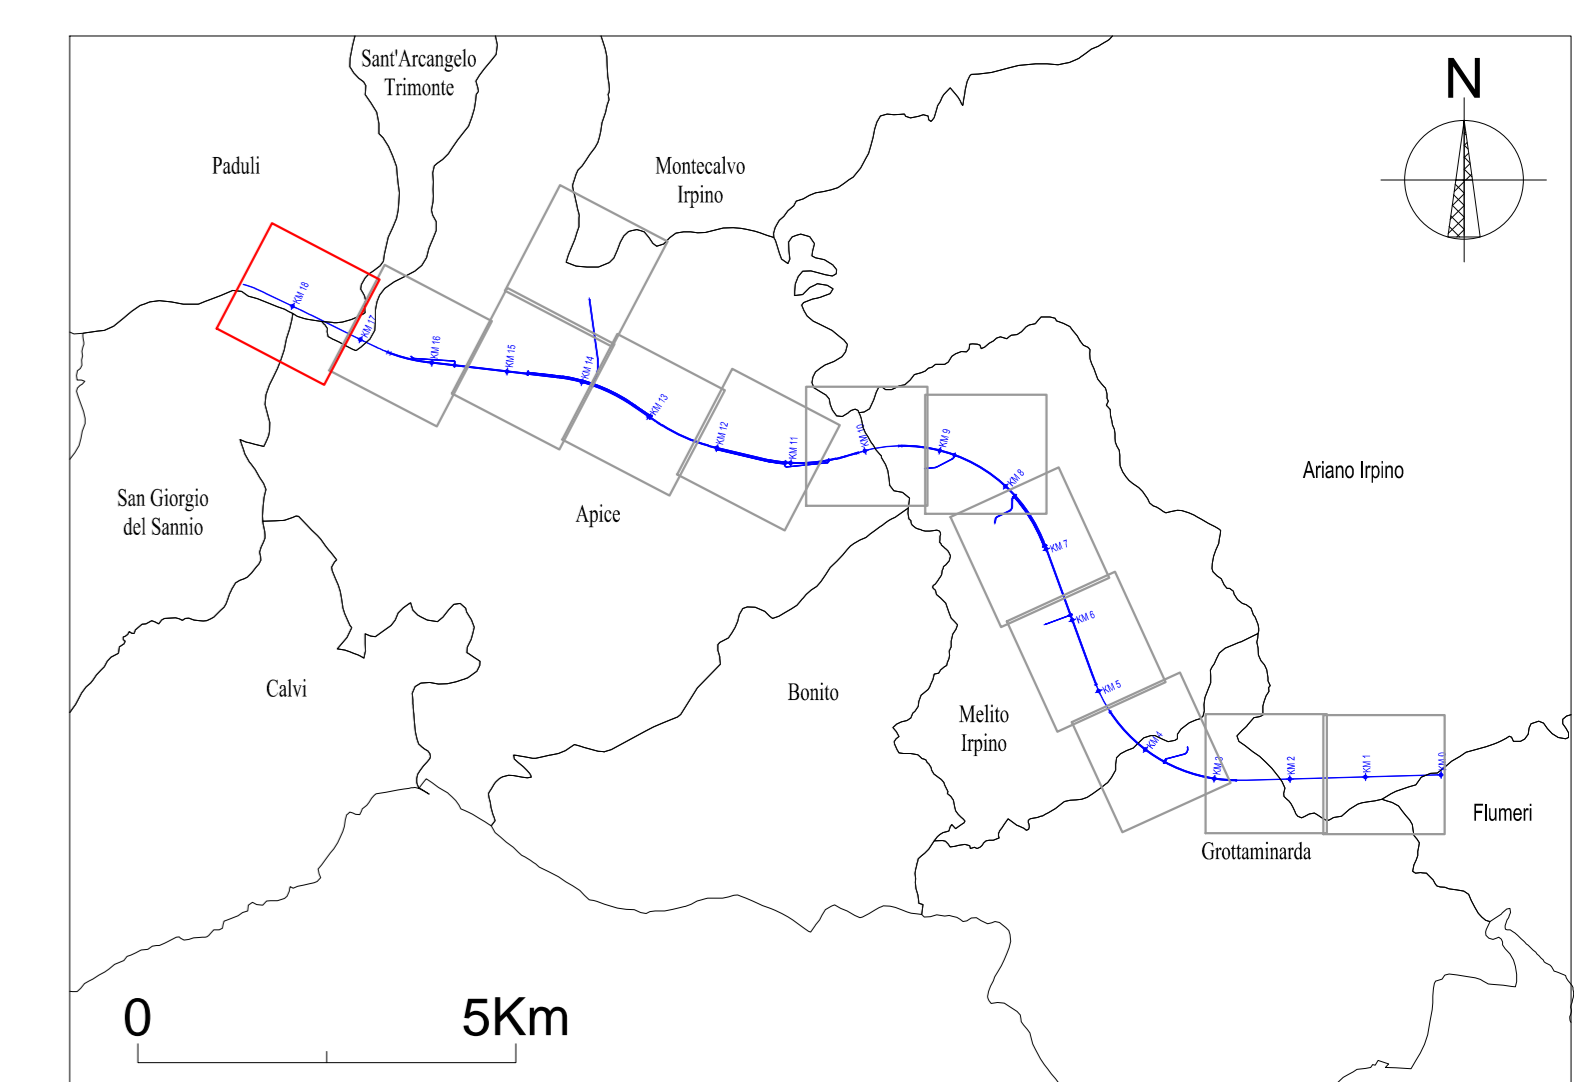 Sant'Arcangelo
Trimonte
N
Paduli
Montecalvo
Irpino
KM 18
KM 17
KM 16
KM 15
KM 14
KM 13
KM 12
KM 11
KM 10
KM 9
KM 8
Ariano Irpino
San Giorgio
del Sannio
Apice
KM 7
KM 6
KM 5
Calvi
Bonito
Melito
Irpino
KM 4
KM 3
KM 2
KM 1
KM 0
Flumeri
Grottaminarda
0
5Km